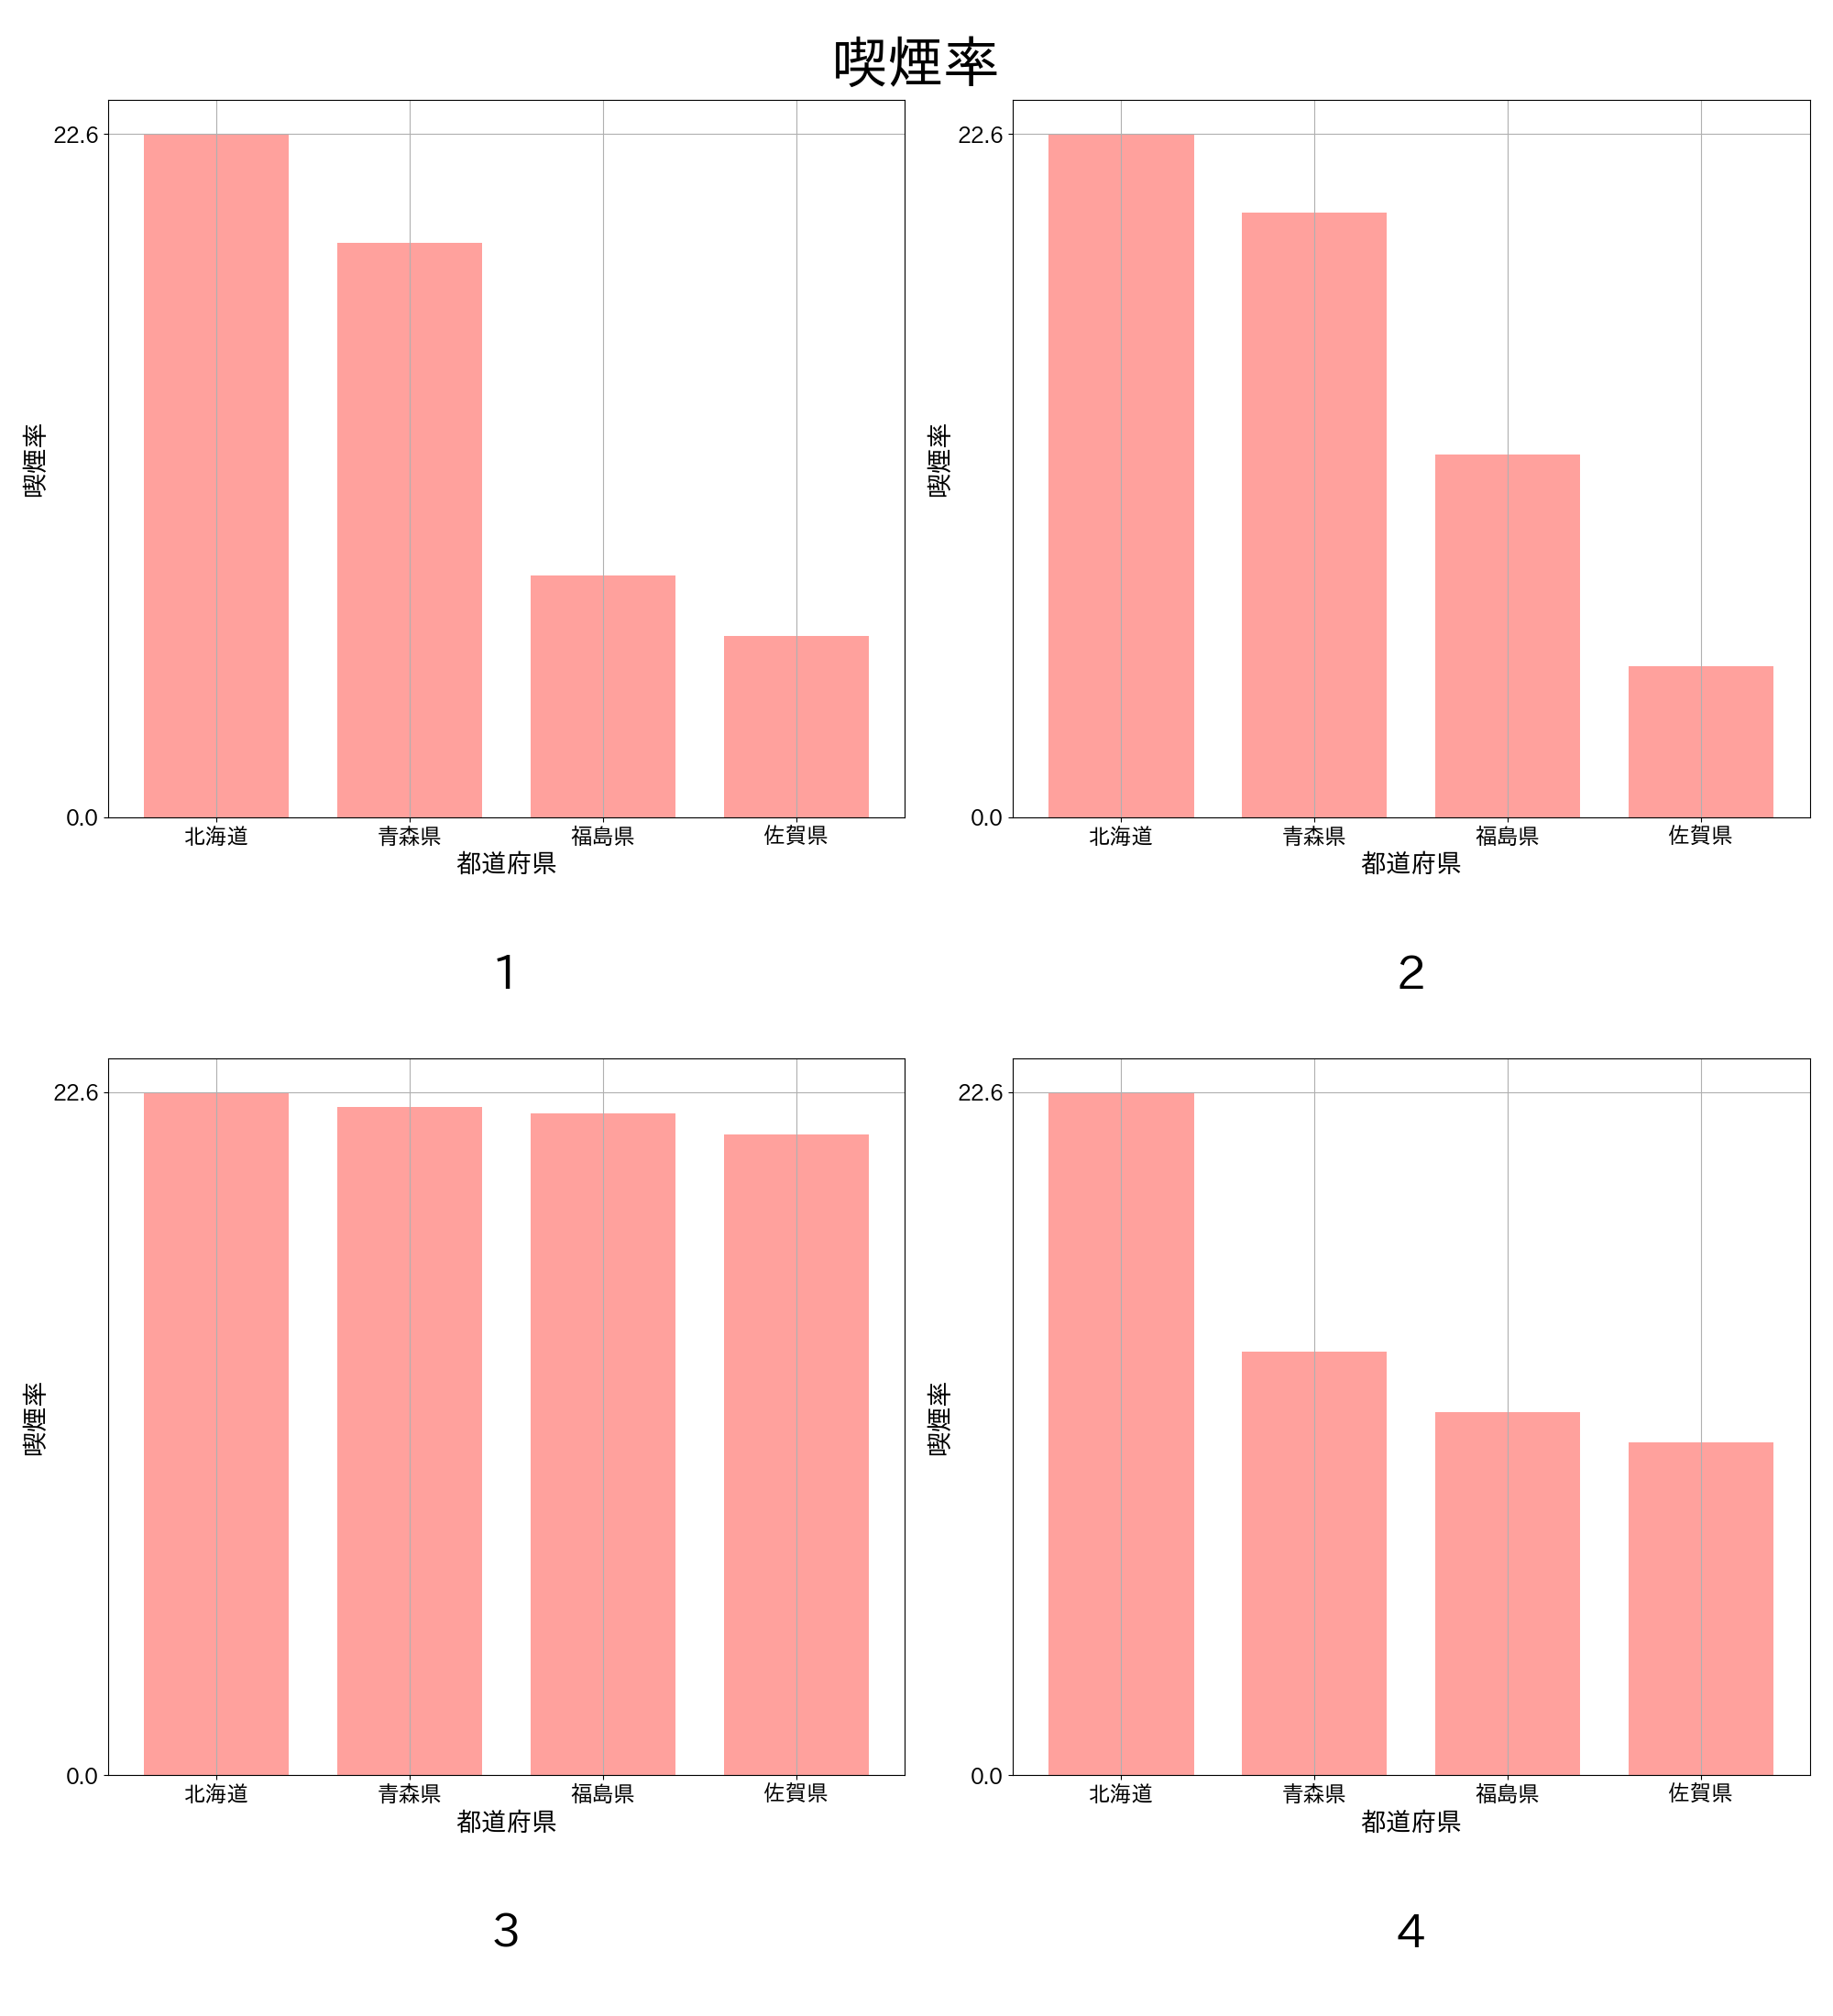 喫煙率
22.6
0.0
喫煙率
北海道 青森県 福島県 佐賀県
都道府県
1
22.6
0.0
喫煙率
北海道 青森県 福島県 佐賀県
都道府県
2
22.6
0.0
喫煙率
北海道 青森県 福島県 佐賀県
都道府県
3
22.6
0.0
喫煙率
北海道 青森県 福島県 佐賀県
都道府県
4